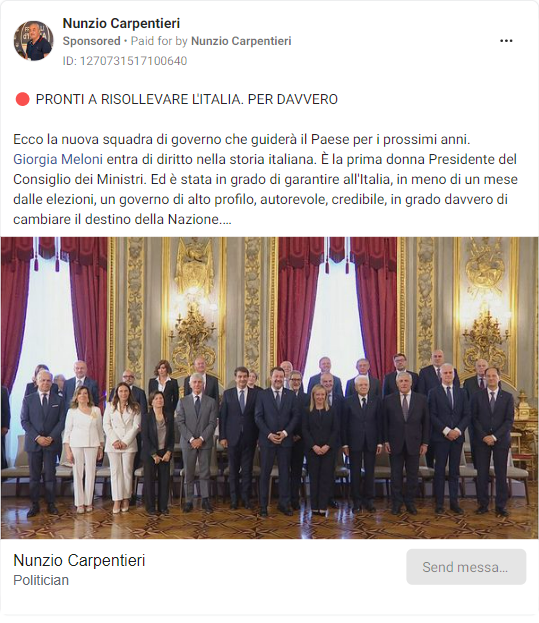 Nunzio Carpentieri
Sponsored • Paid for by Nunzio Carpentieri
ID: 1270731517100640
🔴 PRONTI A RISOLLEVARE L'ITALIA. PER DAVVERO
Ecco la nuova squadra di governo che guiderà il Paese per i prossimi anni.
Giorgia Meloni entra di diritto nella storia italiana. È la prima donna Presidente del
Consiglio dei Ministri. Ed è stata in grado di garantire all'Italia, in meno di un mese
dalle elezioni, un governo di alto profilo, autorevole, credibile, in grado davvero di
cambiare il destino della Nazione....
Nunzio Carpentieri
Politician
Send messa...